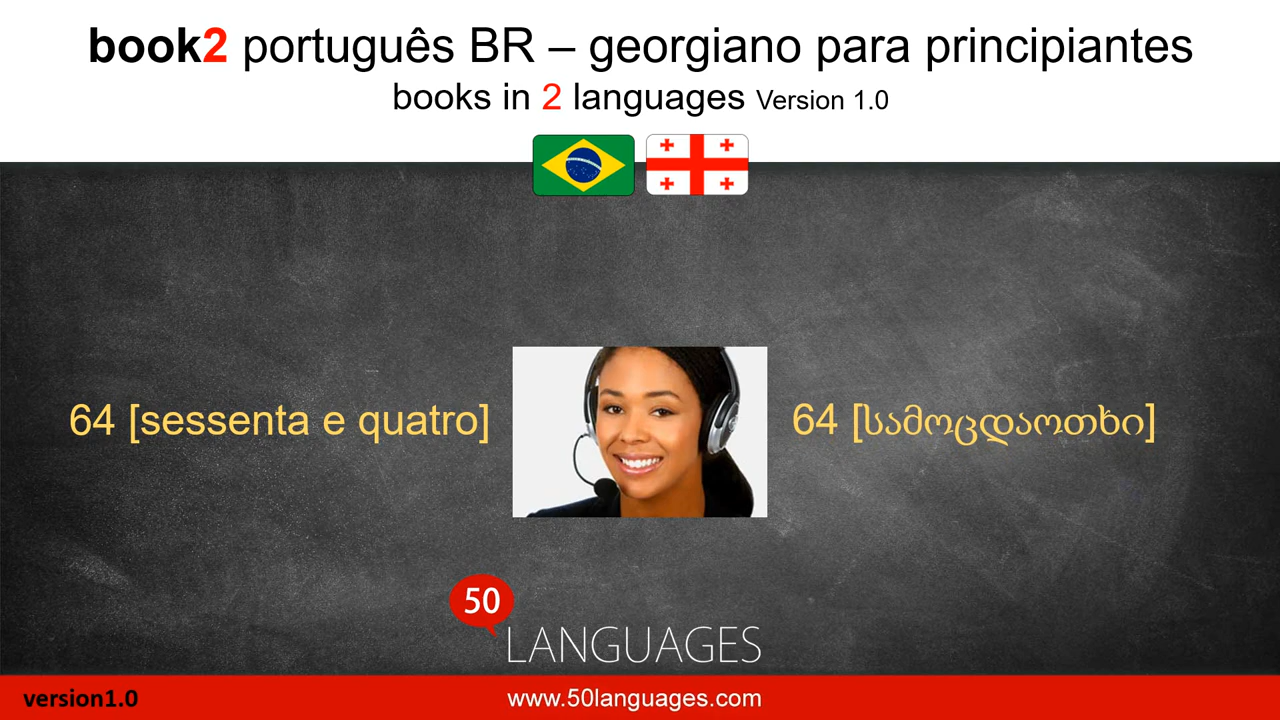 book2 português BR – georgiano para principiantes
books in 2 languages Version 1.0
64 [sessenta e quatro]
64 [სამოცდაოთხი]
50
LANGUAGES
version1.0
www.50languages.com